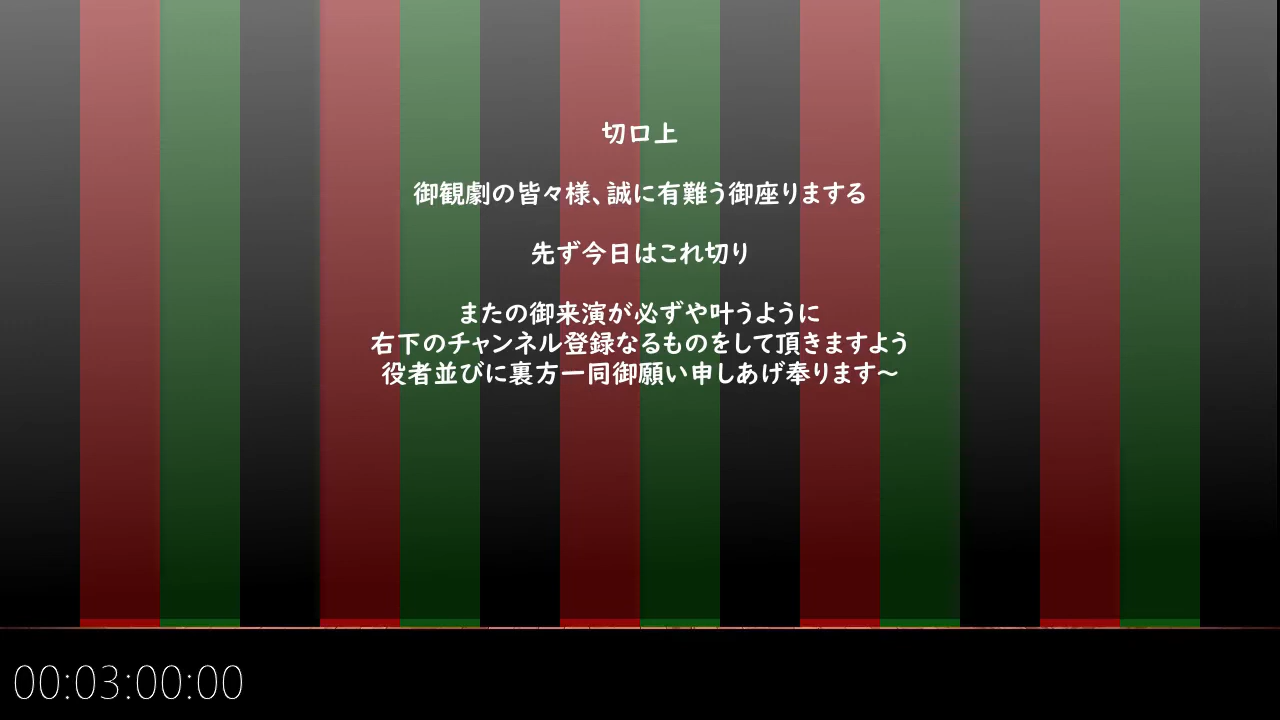 切口上
御観劇の皆々様、誠に有難う御座りまする
先ず今日はこれ切り
またの御来演が必ずや叶うように
右下のチャンネル登録なるものをして頂きますよう
役者並びに裏方一同御願い申しあげ奉ります〜
00:03:00:00